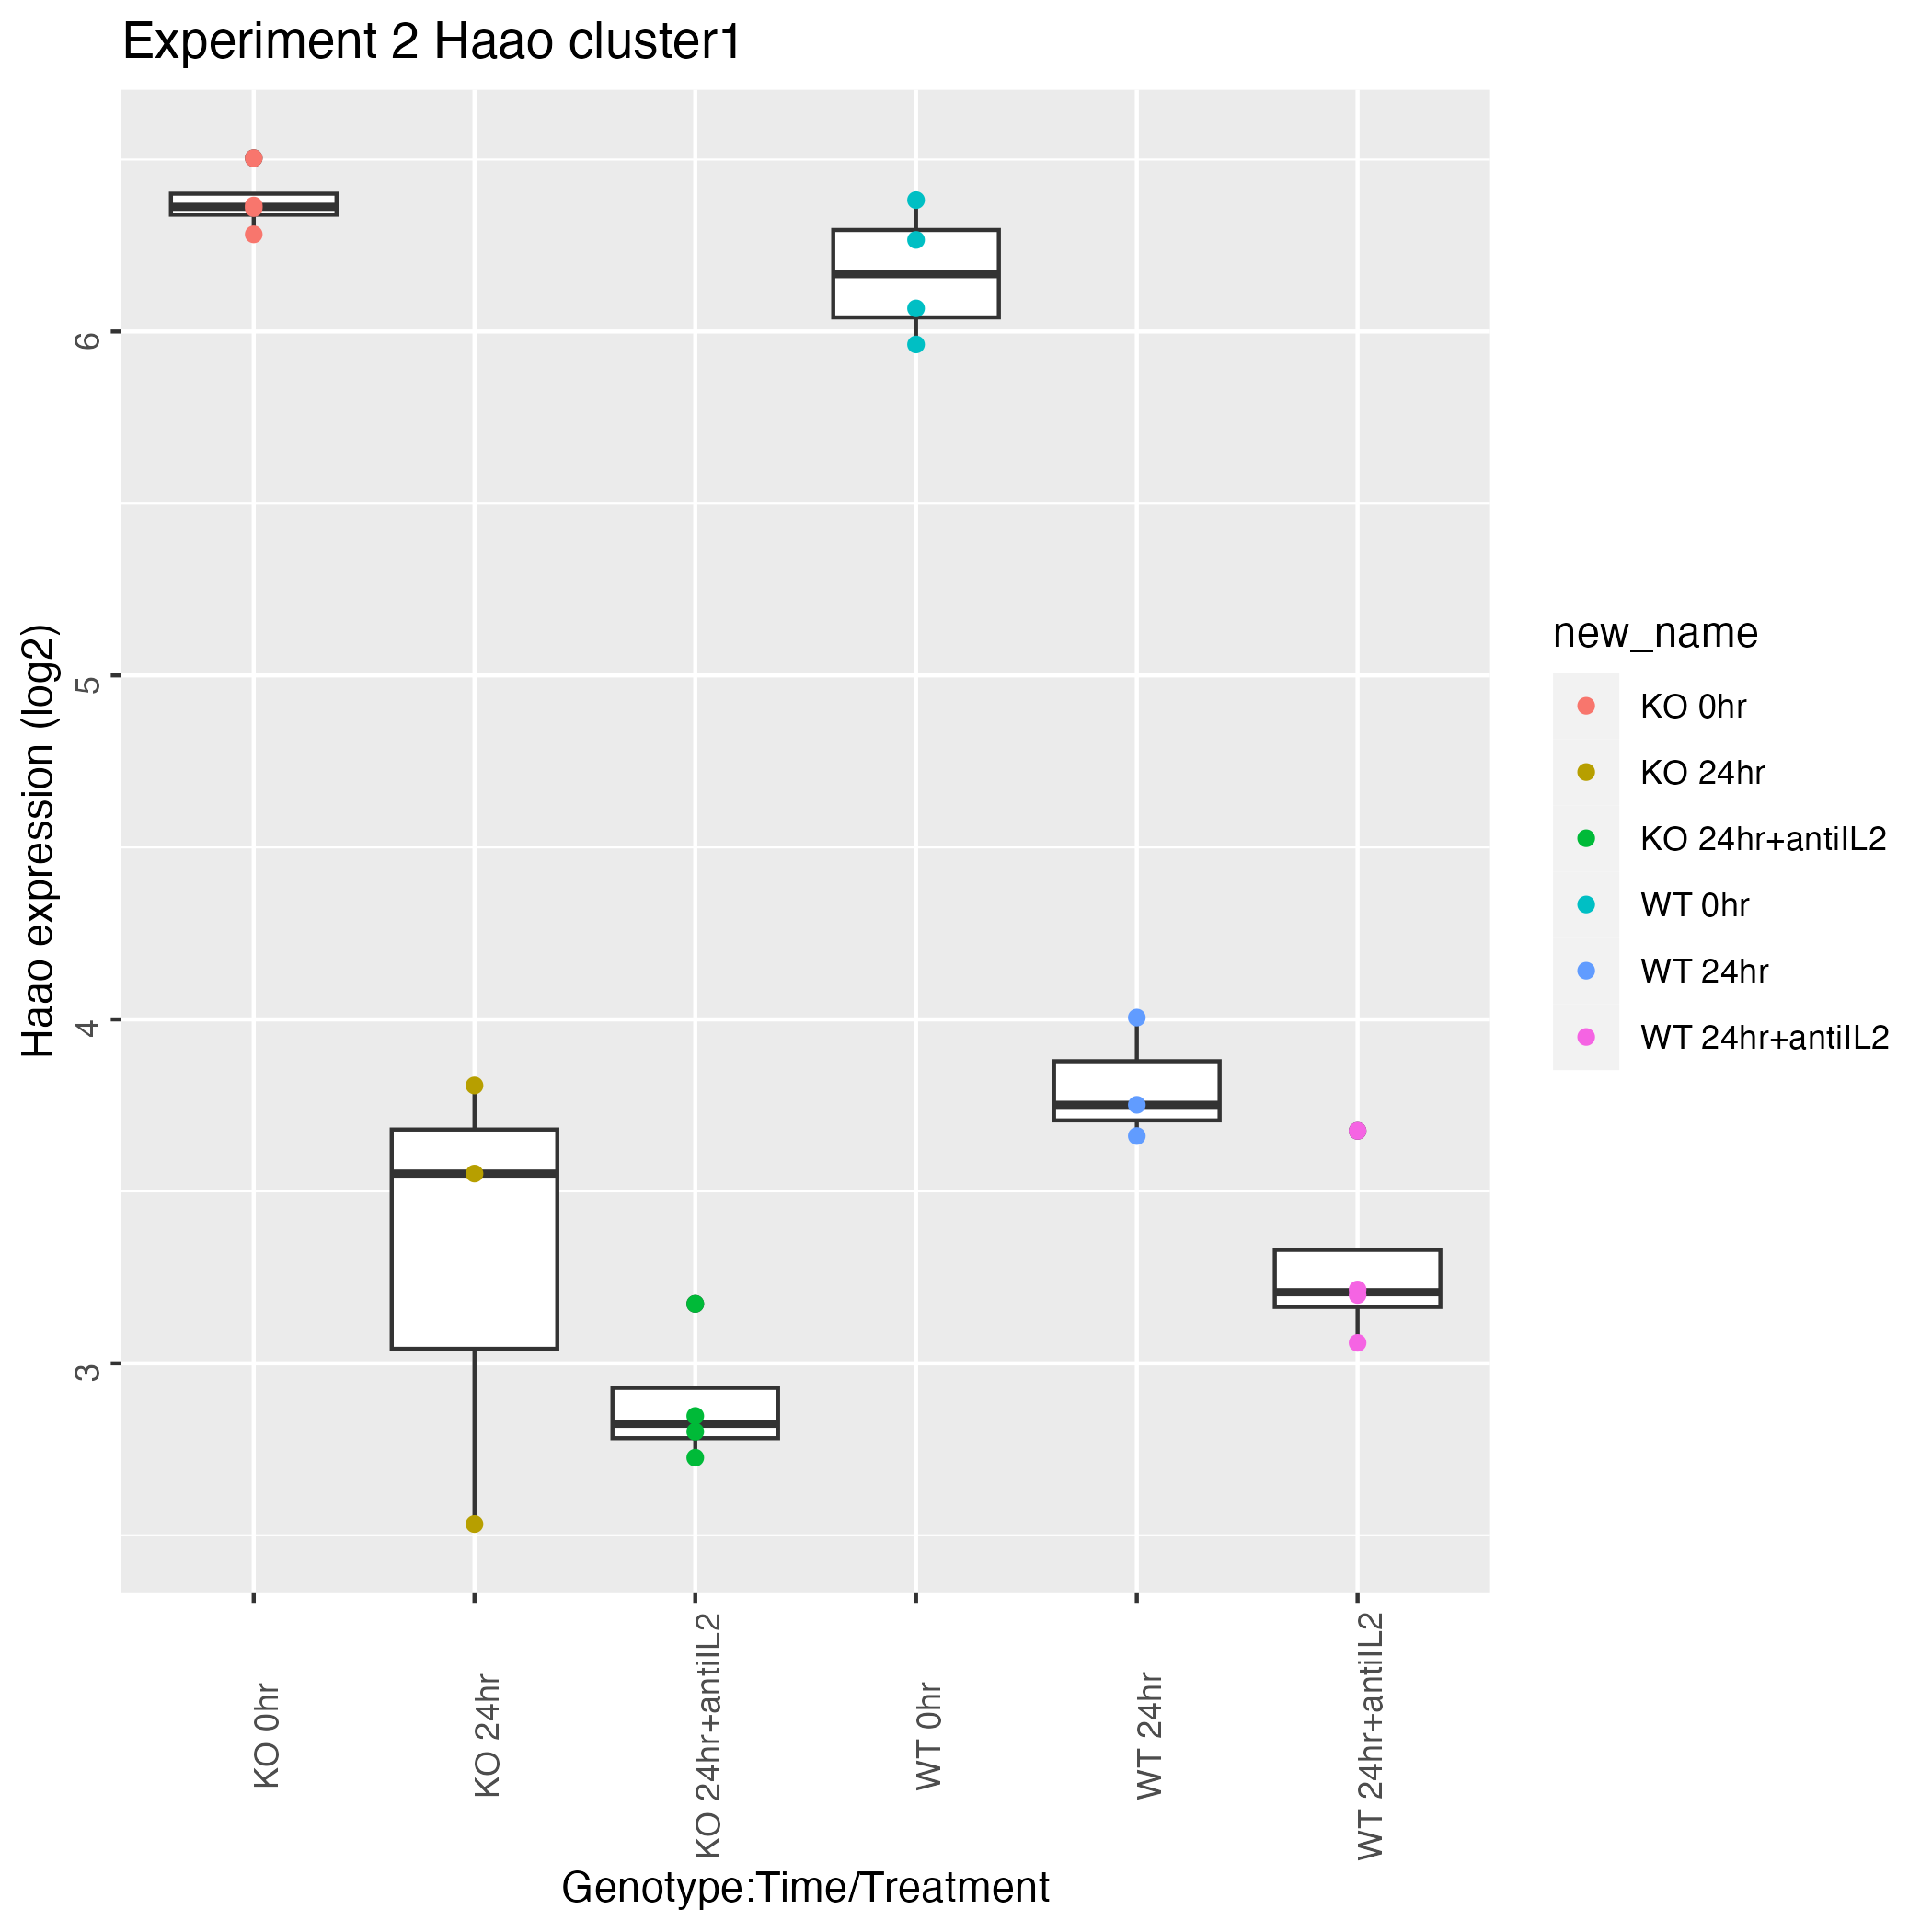 Experiment 2 Haao cluster1
Haao expression (log2)
6
5
4
3
KO 0hr
KO 24hr
KO 24hr+antiIL2
WT 0hr
WT 24hr
WT 24hr+antiIL2
Genotype:Time/Treatment
new_name
KO 0hr
KO 24hr
KO 24hr+antiIL2
WT 0hr
WT 24hr
WT 24hr+antiIL2